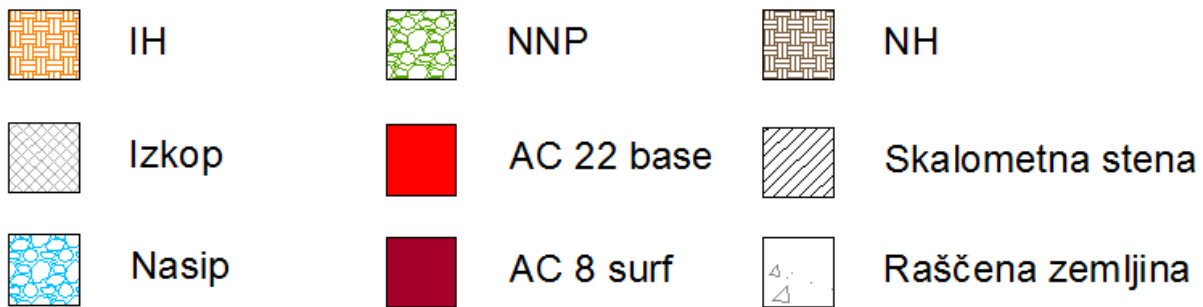 IH
NNP
NH
Izkop
AC 22 base
Skalometna stena
Nasip
AC 8 surf
Raščena zemljina